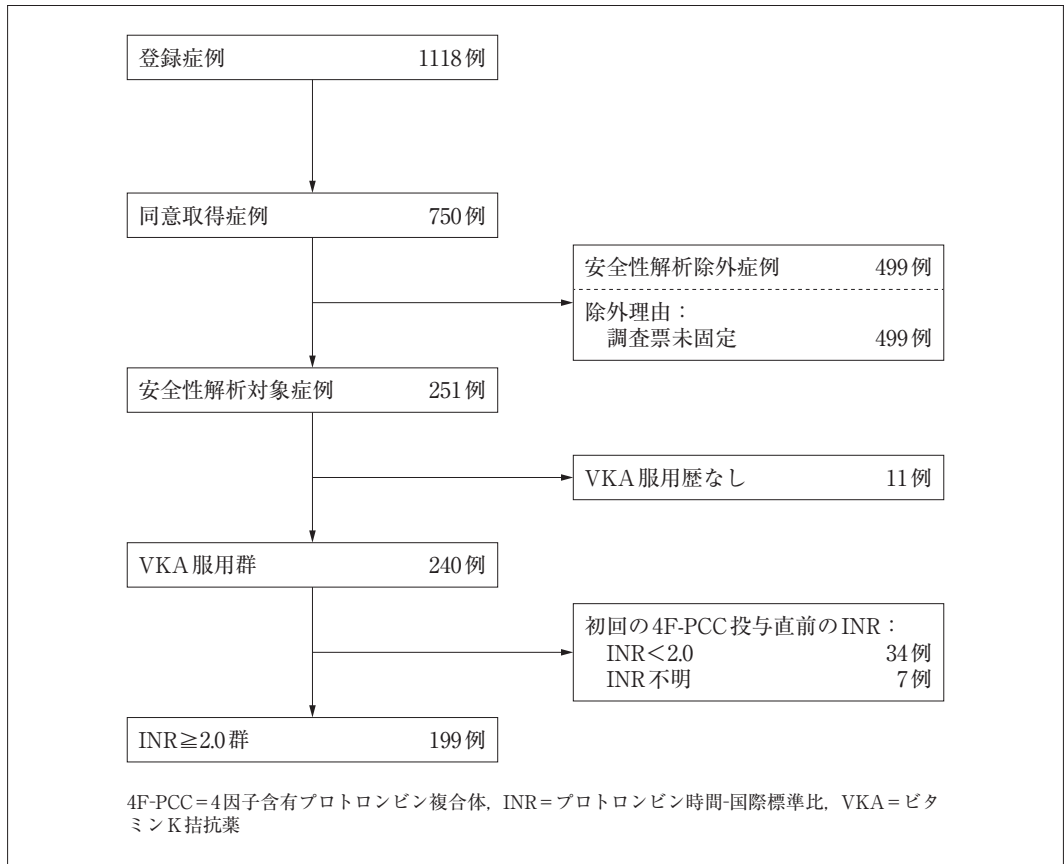 登録症例 1118例
同意取得症例 750例
安全性解析除外症例 499例
除外理由：
調査票未固定 499例
安全性解析対象症例 251例
VKA服用歴なし 11例
VKA服用群 240例
初回の4F-PCC投与直前のINR：
INR＜2.0 34例
INR不明 7例
INR≧2.0群 199例
4F-PCC＝4因子含有プロトロンビン複合体，INR＝プロトロンビン時間-国際標準比，VKA＝ビタ
ミンK拮抗薬